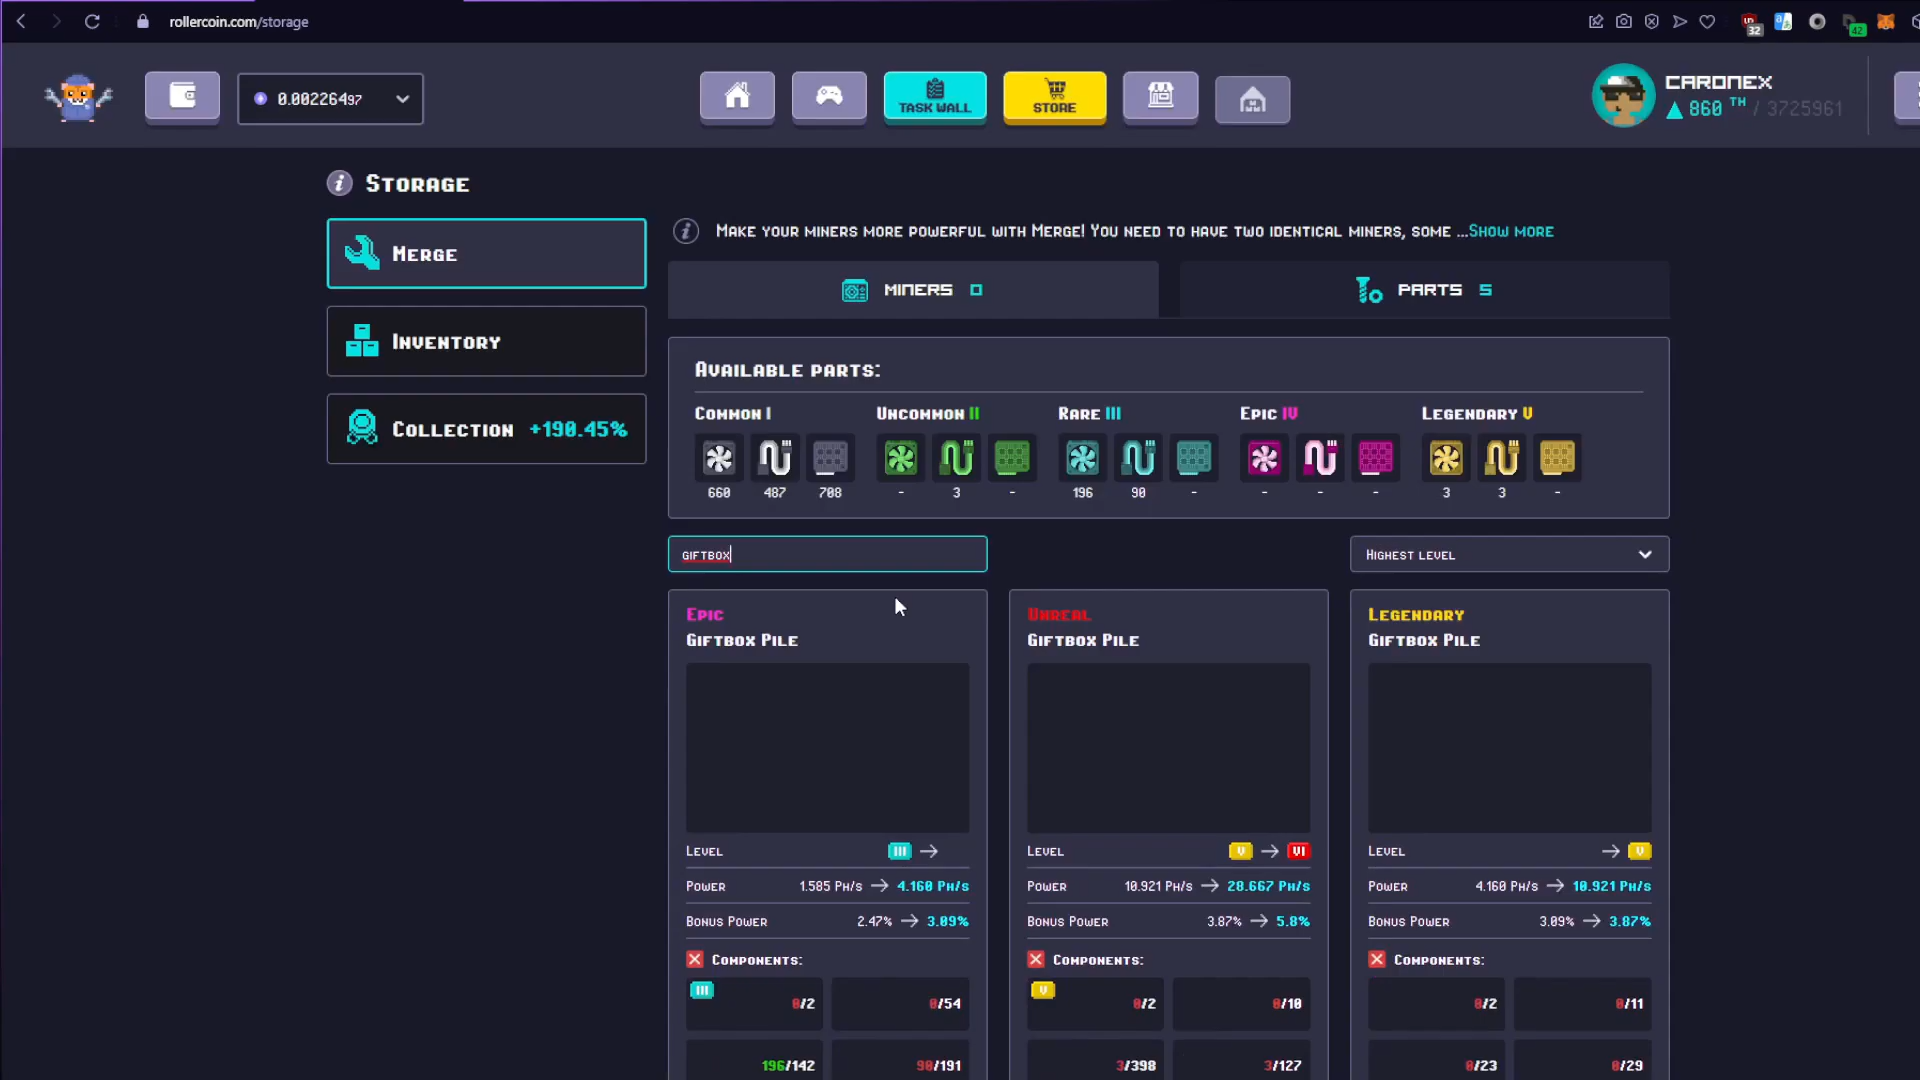 rollercoin.com/storage
32
42
0.00226497
TASK WALL
STORE
CARONEX
860 TH / 3725961
STORAGE
MERGE
INVENTORY
COLLECTION +190.45%
MAKE YOUR MINERS MORE POWERFUL WITH MERGE! YOU NEED TO HAVE TWO IDENTICAL MINERS, SOME ...SHOW MORE
MINERS 0
PARTS 5
AVAILABLE PARTS:
COMMON I UNCOMMON II RARE III EPIC IV LEGENDARY V
660 487 708 - 3 - 196 90 - - - - 3 3 -
GIFTBOX
HIGHEST LEVEL
EPIC
GIFTBOX PILE
LEVEL III →
POWER 1.585 PH/S → 4.160 PH/S
BONUS POWER 2.47% → 3.09%
COMPONENTS:
III 0/2 0/54
196/142 90/191
UNREAL
GIFTBOX PILE
LEVEL V → VI
POWER 10.921 PH/S → 28.667 PH/S
BONUS POWER 3.87% → 5.8%
COMPONENTS:
V 0/2 0/10
3/398 3/127
LEGENDARY
GIFTBOX PILE
LEVEL → V
POWER 4.160 PH/S → 10.921 PH/S
BONUS POWER 3.09% → 3.87%
COMPONENTS:
0/2 0/11
0/23 0/29